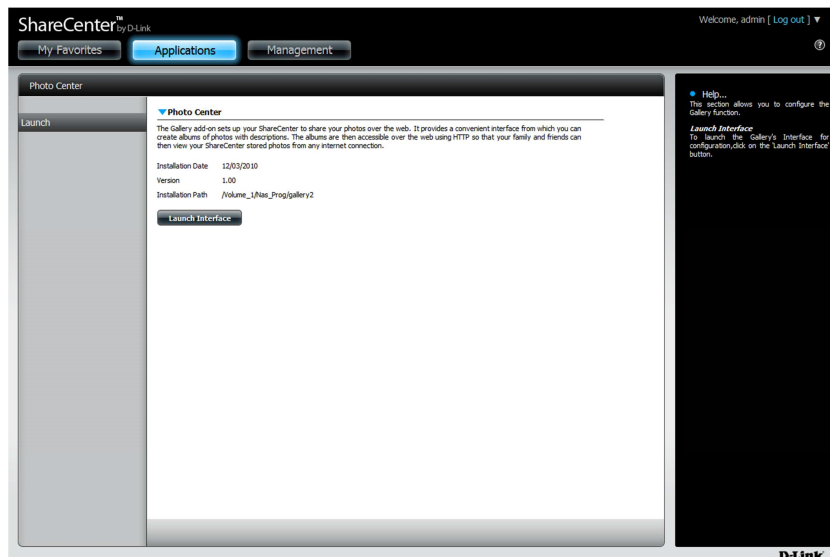 ShareCenter™ by D-Link
Welcome, admin [ Log out ] ▼
My Favorites
Applications
Management
?
Photo Center
Launch
▼Photo Center
The Gallery add-on sets up your ShareCenter to share your photos over the web. It provides a convenient interface from which you can
create albums of photos with descriptions. The albums are then accessible over the web using HTTP so that your family and friends can
then view your ShareCenter stored photos from any internet connection.
Installation Date 12/03/2010
Version 1.00
Installation Path /Volume_1/Nas_Prog/gallery2
Launch Interface
● Help...
This section allows you to configure the
Gallery function.
Launch Interface
To launch the Gallery's Interface for
configuration,click on the 'Launch Interface'
button.
D-Link